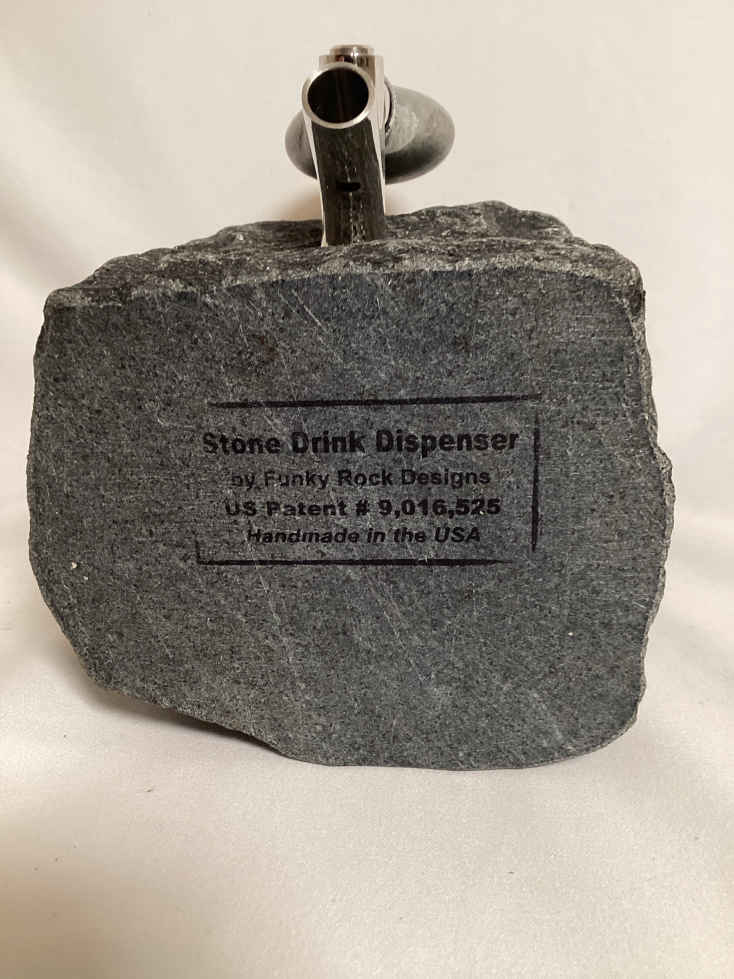 Stone Drink Dispenser
by Funky Rock Designs
US Patent # 9,016,525
Handmade in the USA